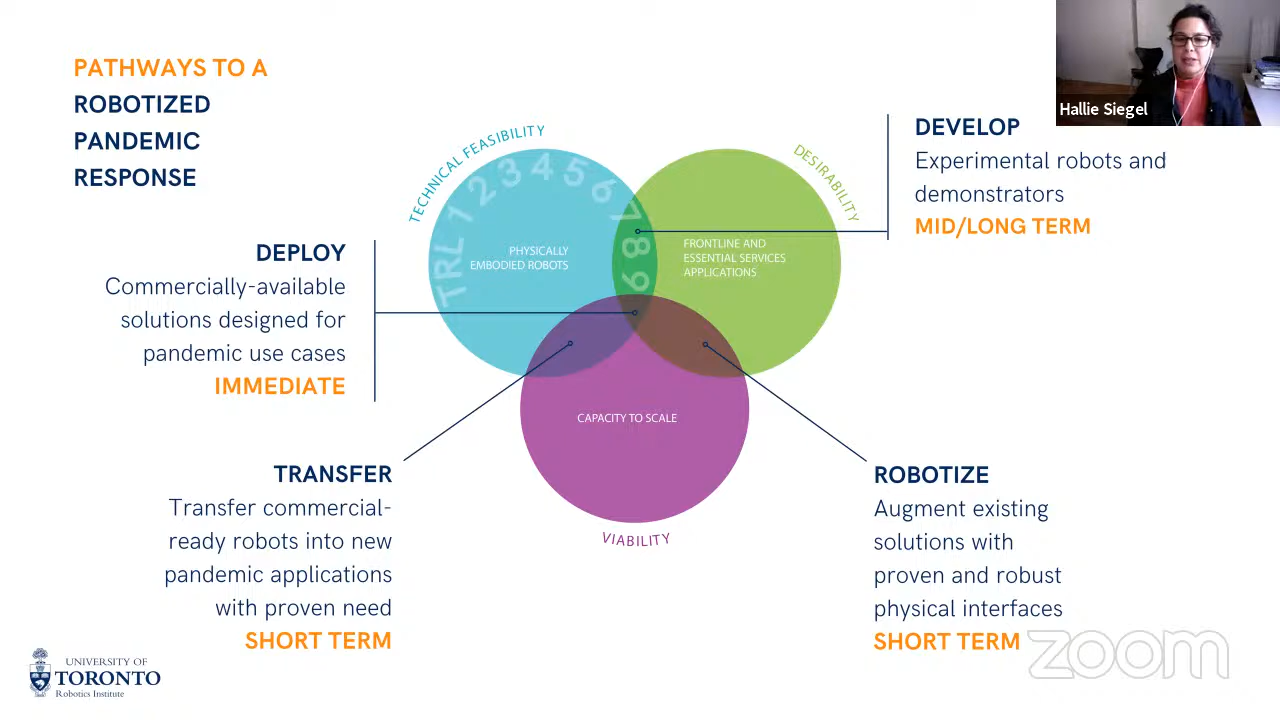 PATHWAYS TO A
ROBOTIZED
PANDEMIC
RESPONSE
Hallie Siegel
TECHNICAL FEASIBILITY
DESIRABILITY
TRL 1 2 3 4 5 6 7 8 9
PHYSICALLY
EMBODIED ROBOTS
FRONTLINE AND
ESSENTIAL SERVICES
APPLICATIONS
CAPACITY TO SCALE
VIABILITY
DEVELOP
Experimental robots and
demonstrators
MID/LONG TERM
DEPLOY
Commercially-available
solutions designed for
pandemic use cases
IMMEDIATE
TRANSFER
Transfer commercial-
ready robots into new
pandemic applications
with proven need
SHORT TERM
ROBOTIZE
Augment existing
solutions with
proven and robust
physical interfaces
SHORT TERM
UNIVERSITY OF
TORONTO
Robotics Institute
zoom